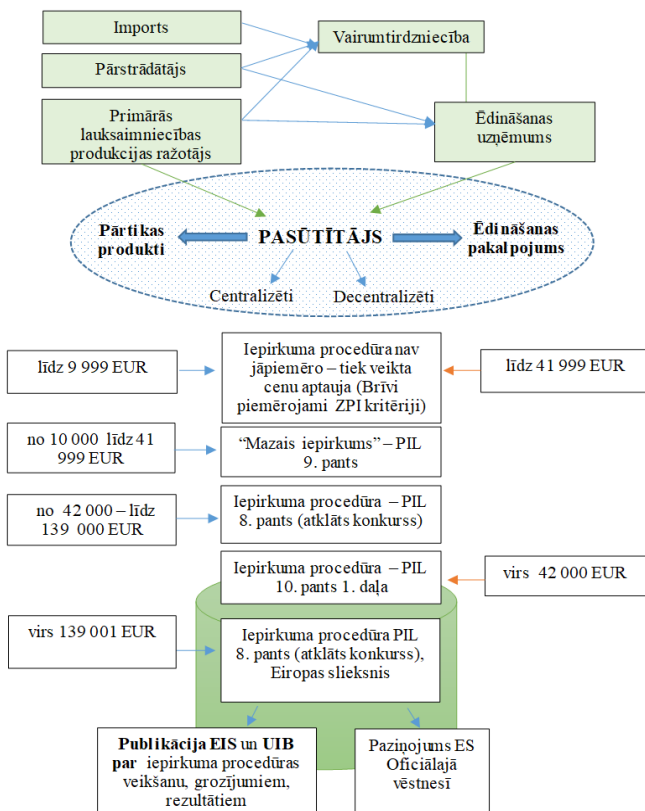 Imports
Vairumtirdzniecība
Pārstrādātājs
Primārās
lauksaimniecības
produkcijas ražotājs
Ēdināšanas
uzņēmums
Pārtikas
produkti
PASŪTĪTĀJS
Ēdināšanas
pakalpojums
Centralizēti
Decentralizēti
līdz 9 999 EUR
Iepirkuma procedūra nav
jāpiemēro – tiek veikta
cenu aptauja (Brīvi
piemērojami ZPI kritēriji)
līdz 41 999 EUR
no 10 000 līdz 41
999 EUR
“Mazais iepirkums” – PIL
9. pants
no 42 000 – līdz
139 000 EUR
Iepirkuma procedūra – PIL
8. pants (atklāts konkurss)
Iepirkuma procedūra – PIL
10. pants 1. daļa
virs 42 000 EUR
virs 139 001 EUR
Iepirkuma procedūra PIL
8. pants (atklāts konkurss),
Eiropas slieksnis
Publikācija EIS un UIB
par iepirkuma procedūras
veikšanu, grozījumiem,
rezultātiem
Paziņojums ES
Oficiālajā
vēstnesī